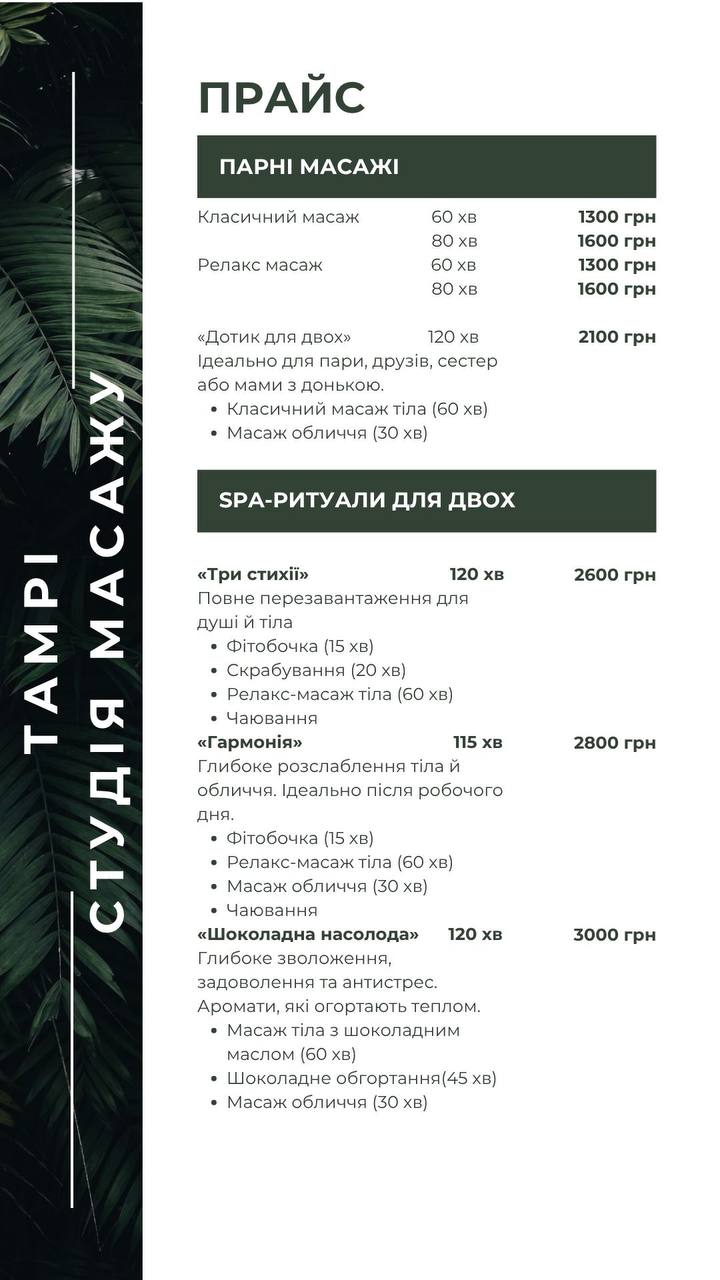 ТАМРІ
СТУДІЯ МАСАЖУ
ПРАЙС
ПАРНІ МАСАЖІ
Класичний масаж 60 хв 1300 грн
80 хв 1600 грн
Релакс масаж 60 хв 1300 грн
80 хв 1600 грн
«Дотик для двох» 120 хв 2100 грн
Ідеально для пари, друзів, сестер
або мами з донькою.
• Класичний масаж тіла (60 хв)
• Масаж обличчя (30 хв)
SPA-РИТУАЛИ ДЛЯ ДВОХ
«Три стихії» 120 хв 2600 грн
Повне перезавантаження для
душі й тіла
• Фітобочка (15 хв)
• Скрабування (20 хв)
• Релакс-масаж тіла (60 хв)
• Чаювання
«Гармонія» 115 хв 2800 грн
Глибоке розслаблення тіла й
обличчя. Ідеально після робочого
дня.
• Фітобочка (15 хв)
• Релакс-масаж тіла (60 хв)
• Масаж обличчя (30 хв)
• Чаювання
«Шоколадна насолода» 120 хв 3000 грн
Глибоке зволоження,
задоволення та антистрес.
Аромати, які огортають теплом.
• Масаж тіла з шоколадним
маслом (60 хв)
• Шоколадне обгортання(45 хв)
• Масаж обличчя (30 хв)